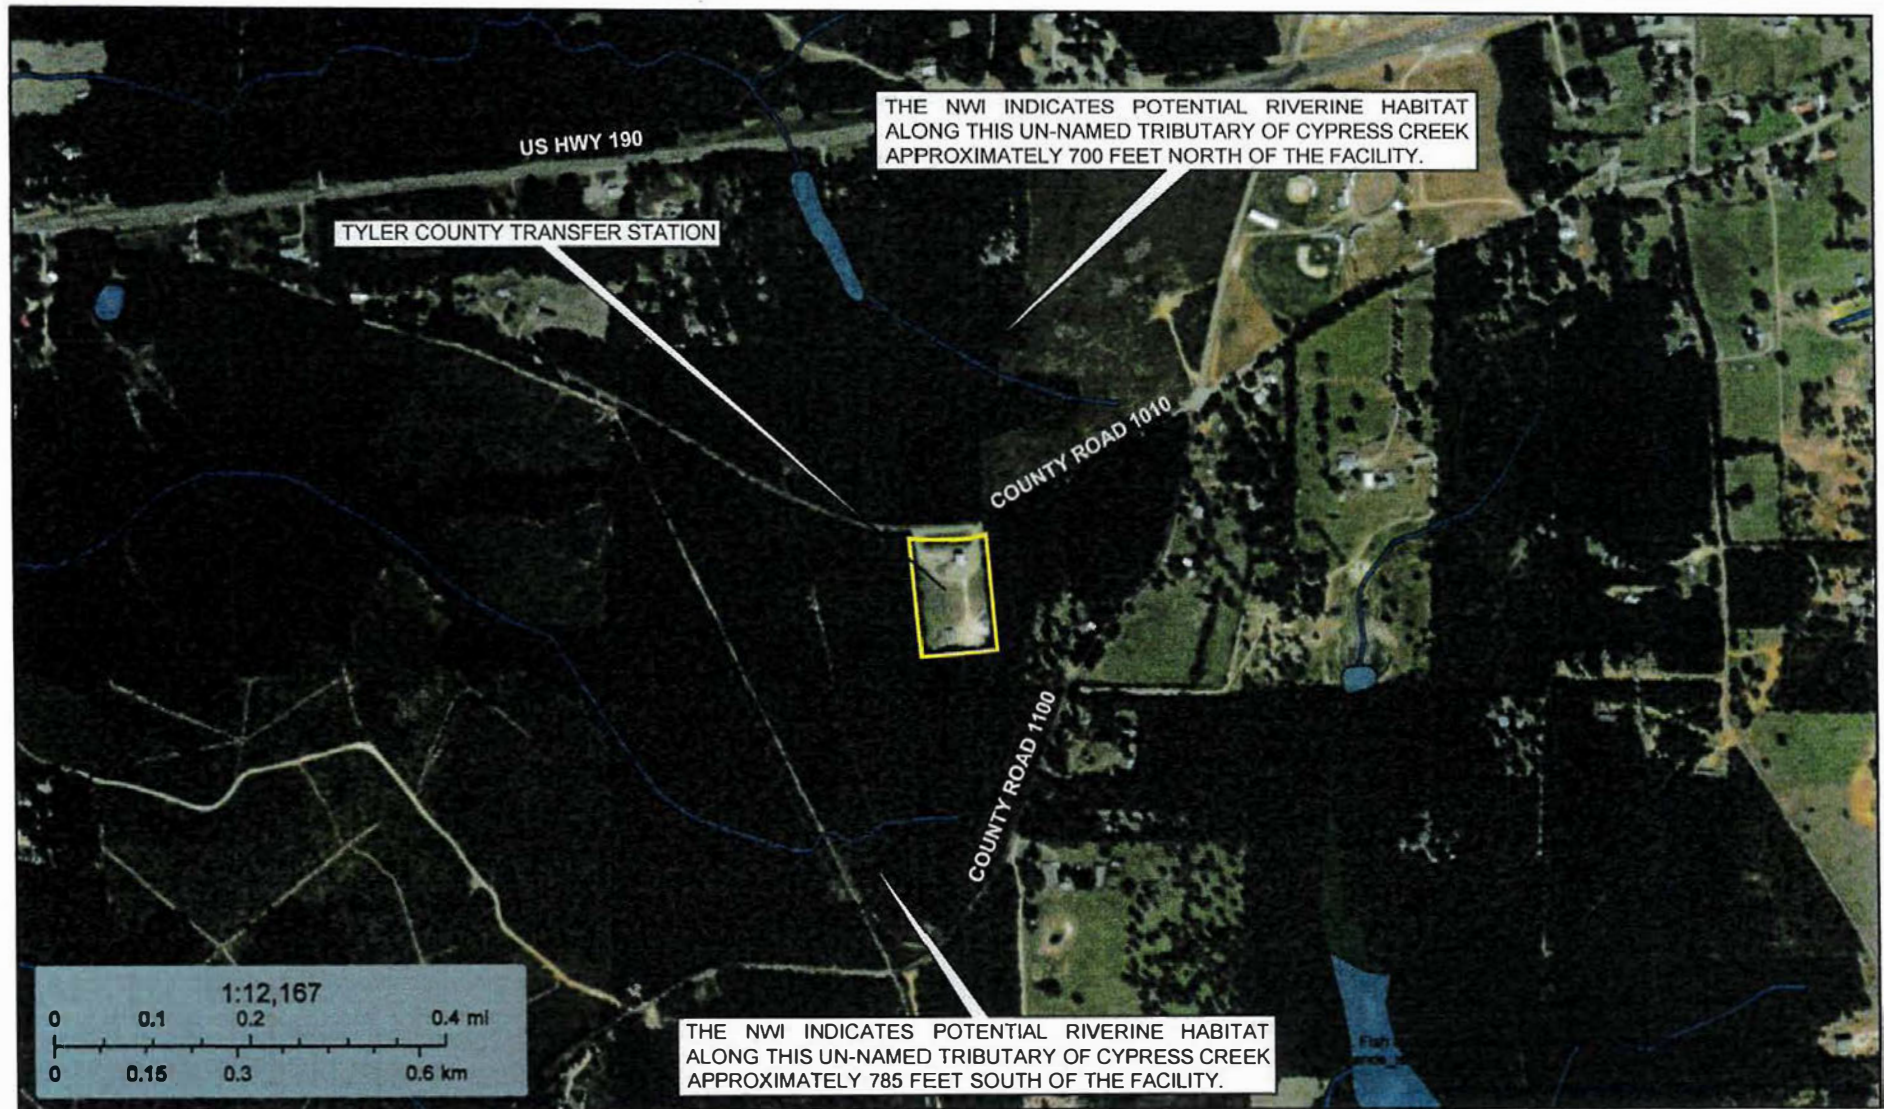 THE NWI INDICATES POTENTIAL RIVERINE HABITAT
ALONG THIS UN-NAMED TRIBUTARY OF CYPRESS CREEK
APPROXIMATELY 700 FEET NORTH OF THE FACILITY.
US HWY 190
TYLER COUNTY TRANSFER STATION
COUNTY ROAD 1010
COUNTY ROAD 1100
1:12,167
0 0.1 0.2 0.4 mi
0 0.15 0.3 0.6 km
THE NWI INDICATES POTENTIAL RIVERINE HABITAT
ALONG THIS UN-NAMED TRIBUTARY OF CYPRESS CREEK
APPROXIMATELY 785 FEET SOUTH OF THE FACILITY.
Fish